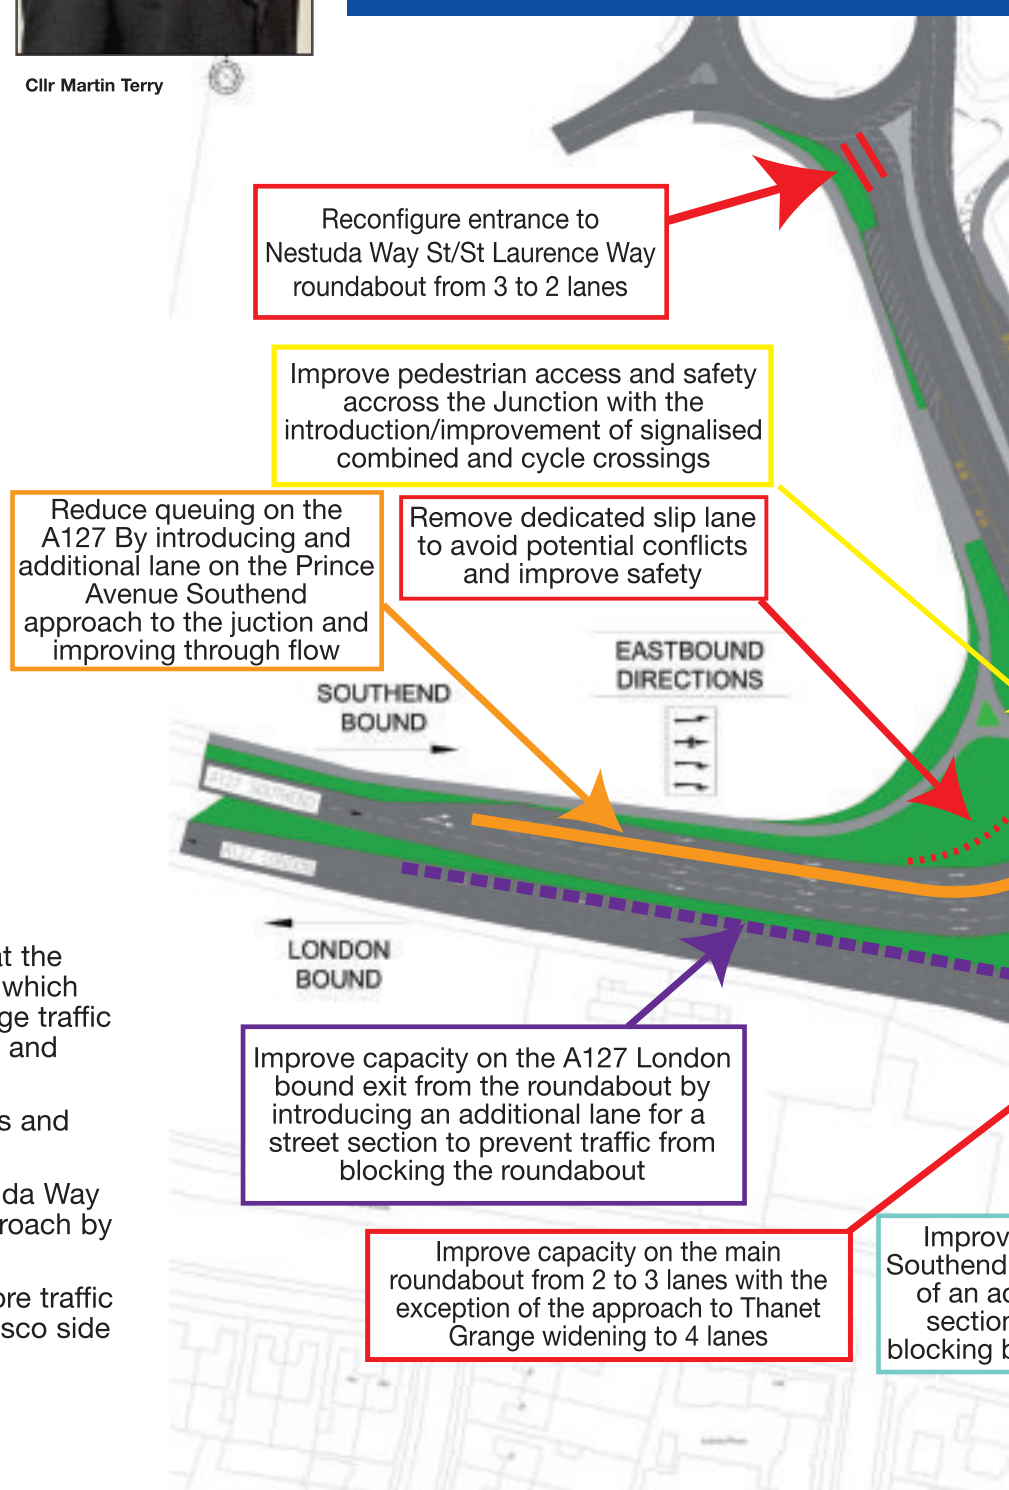 Cllr Martin Terry
Reconfigure entrance to
Nestuda Way St/St Laurence Way
roundabout from 3 to 2 lanes
Improve pedestrian access and safety
accross the Junction with the
introduction/improvement of signalised
combined and cycle crossings
Reduce queuing on the
A127 By introducing and
additional lane on the Prince
Avenue Southend
approach to the juction and
improving through flow
Remove dedicated slip lane
to avoid potential conflicts
and improve safety
EASTBOUND
DIRECTIONS
SOUTHEND
BOUND
A127 SOUTHEND
A127 LONDON
LONDON
BOUND
at the
which
ge traffic
and
s and
da Way
roach by
ore traffic
sco side
Improve capacity on the A127 London
bound exit from the roundabout by
introducing an additional lane for a
street section to prevent traffic from
blocking the roundabout
Improve capacity on the main
roundabout from 2 to 3 lanes with the
exception of the approach to Thanet
Grange widening to 4 lanes
Improv
Southend
of an ad
section
blocking b